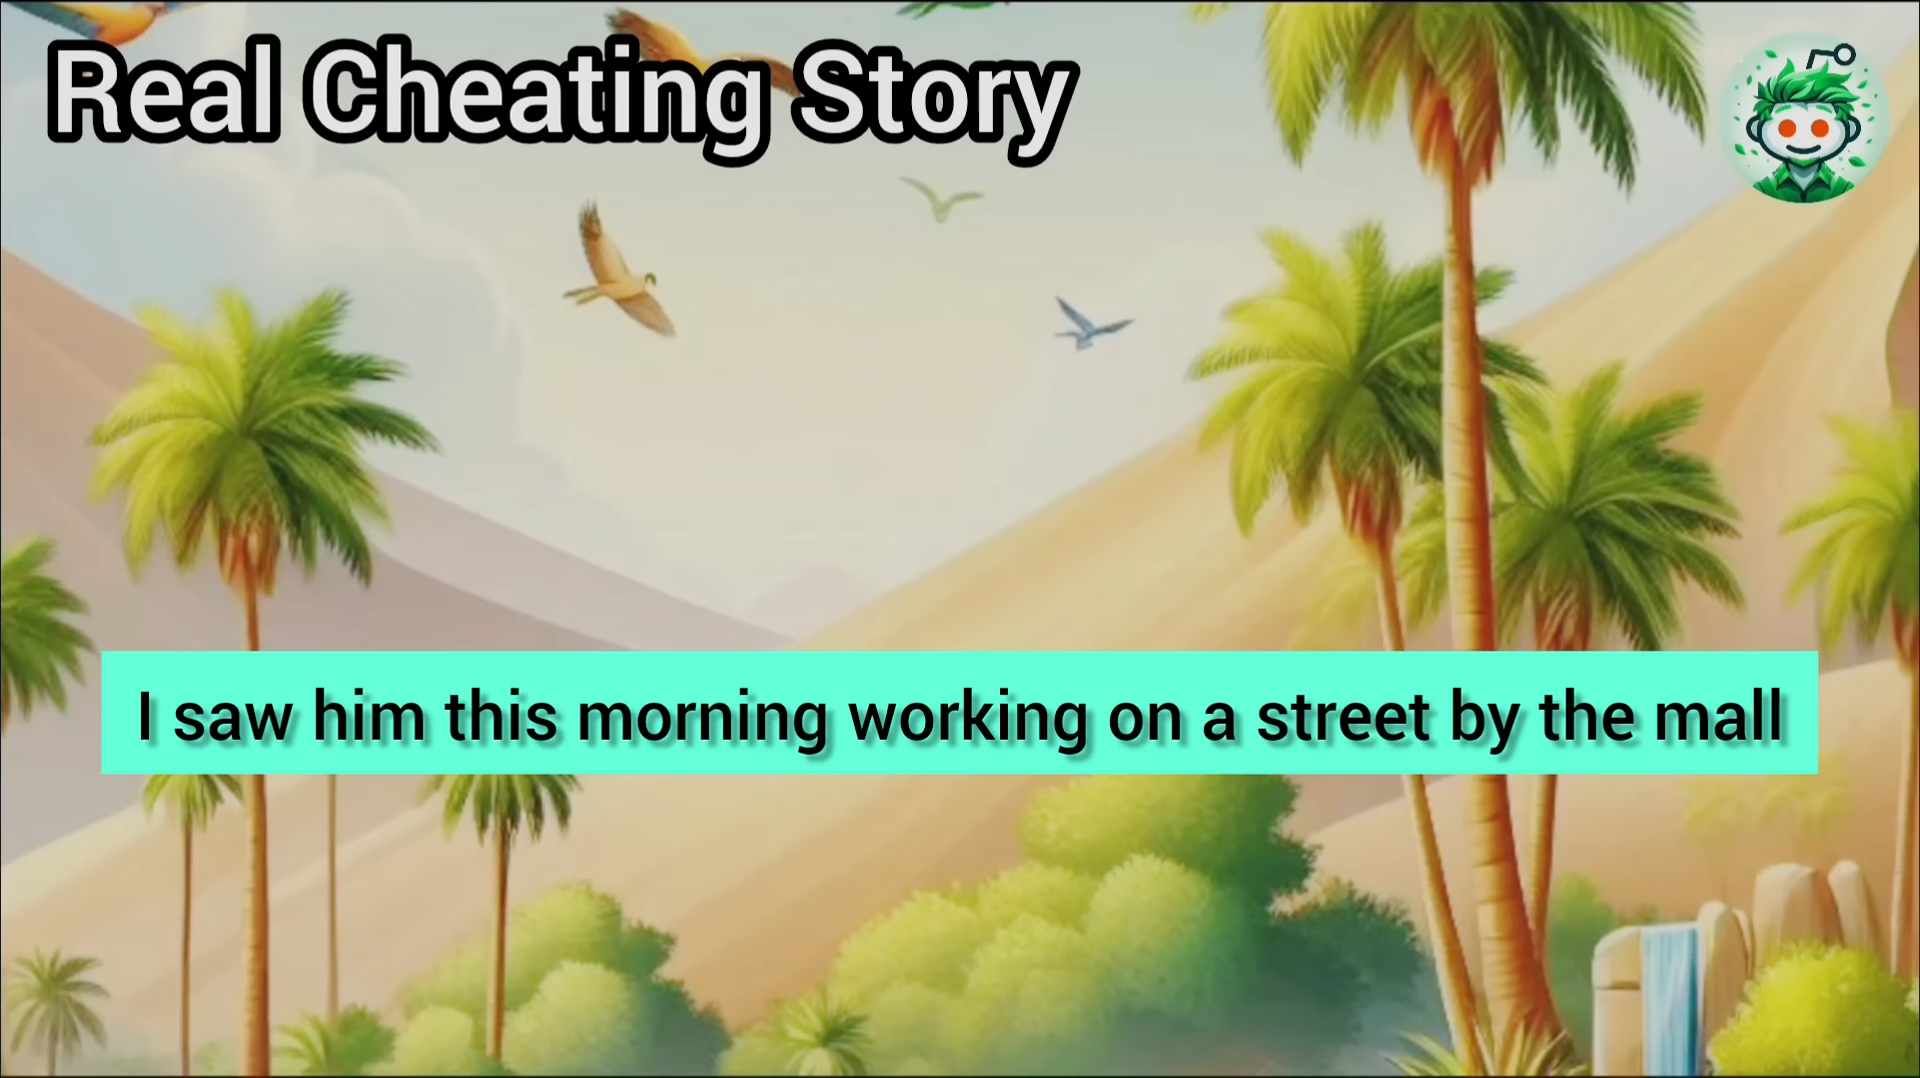 Real Cheating Story
I saw him this morning working on a street by the mall